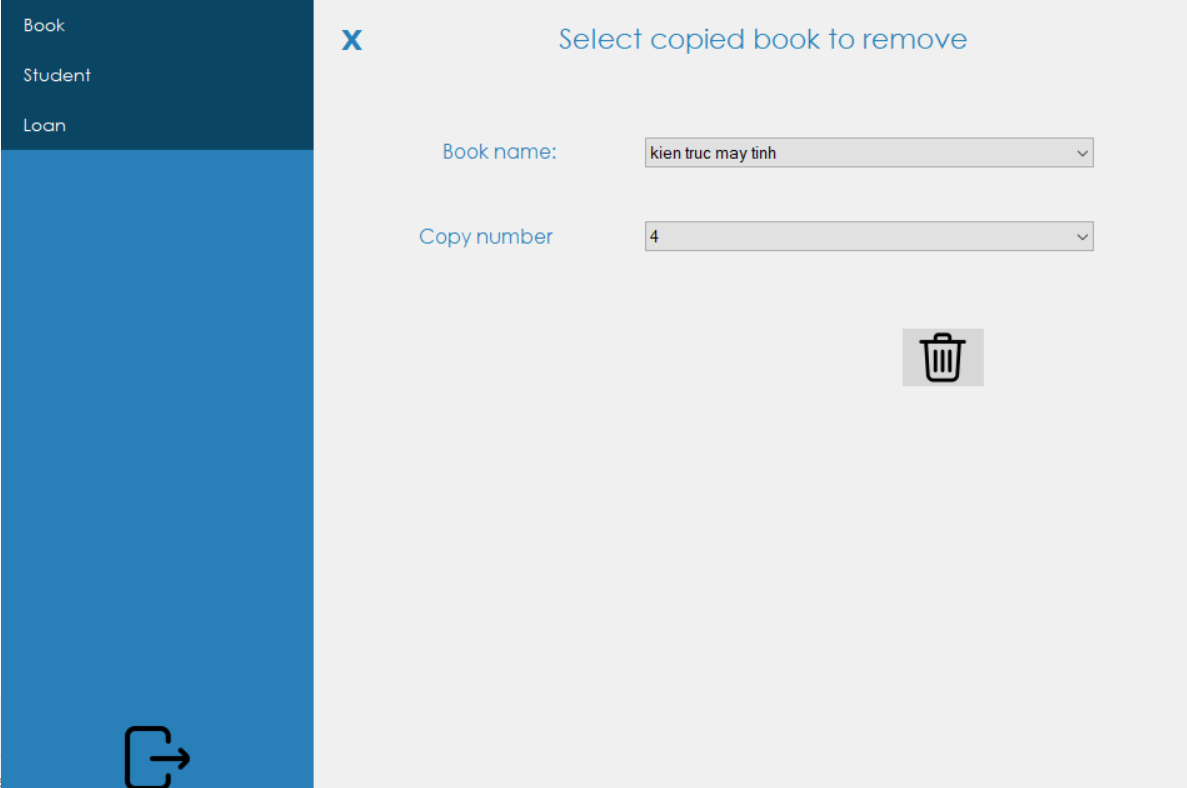 Book
Student
Loan
X
Select copied book to remove
Book name:
kien truc may tinh
Copy number
4